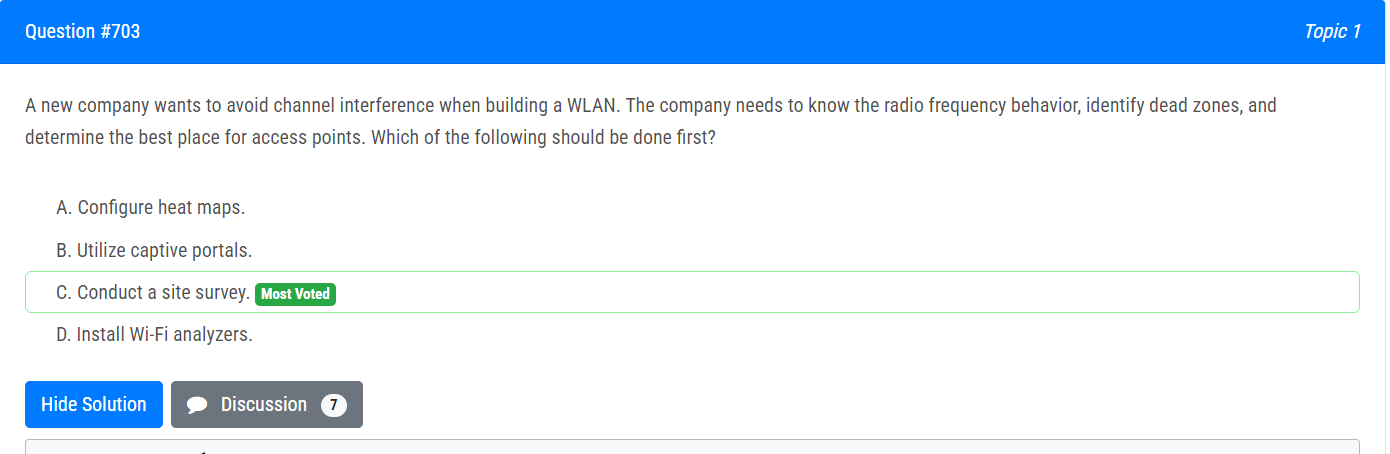 Question #703
Topic 1
A new company wants to avoid channel interference when building a WLAN. The company needs to know the radio frequency behavior, identify dead zones, and
determine the best place for access points. Which of the following should be done first?
A. Configure heat maps.
B. Utilize captive portals.
C. Conduct a site survey. Most Voted
D. Install Wi-Fi analyzers.
Hide Solution
Discussion 7